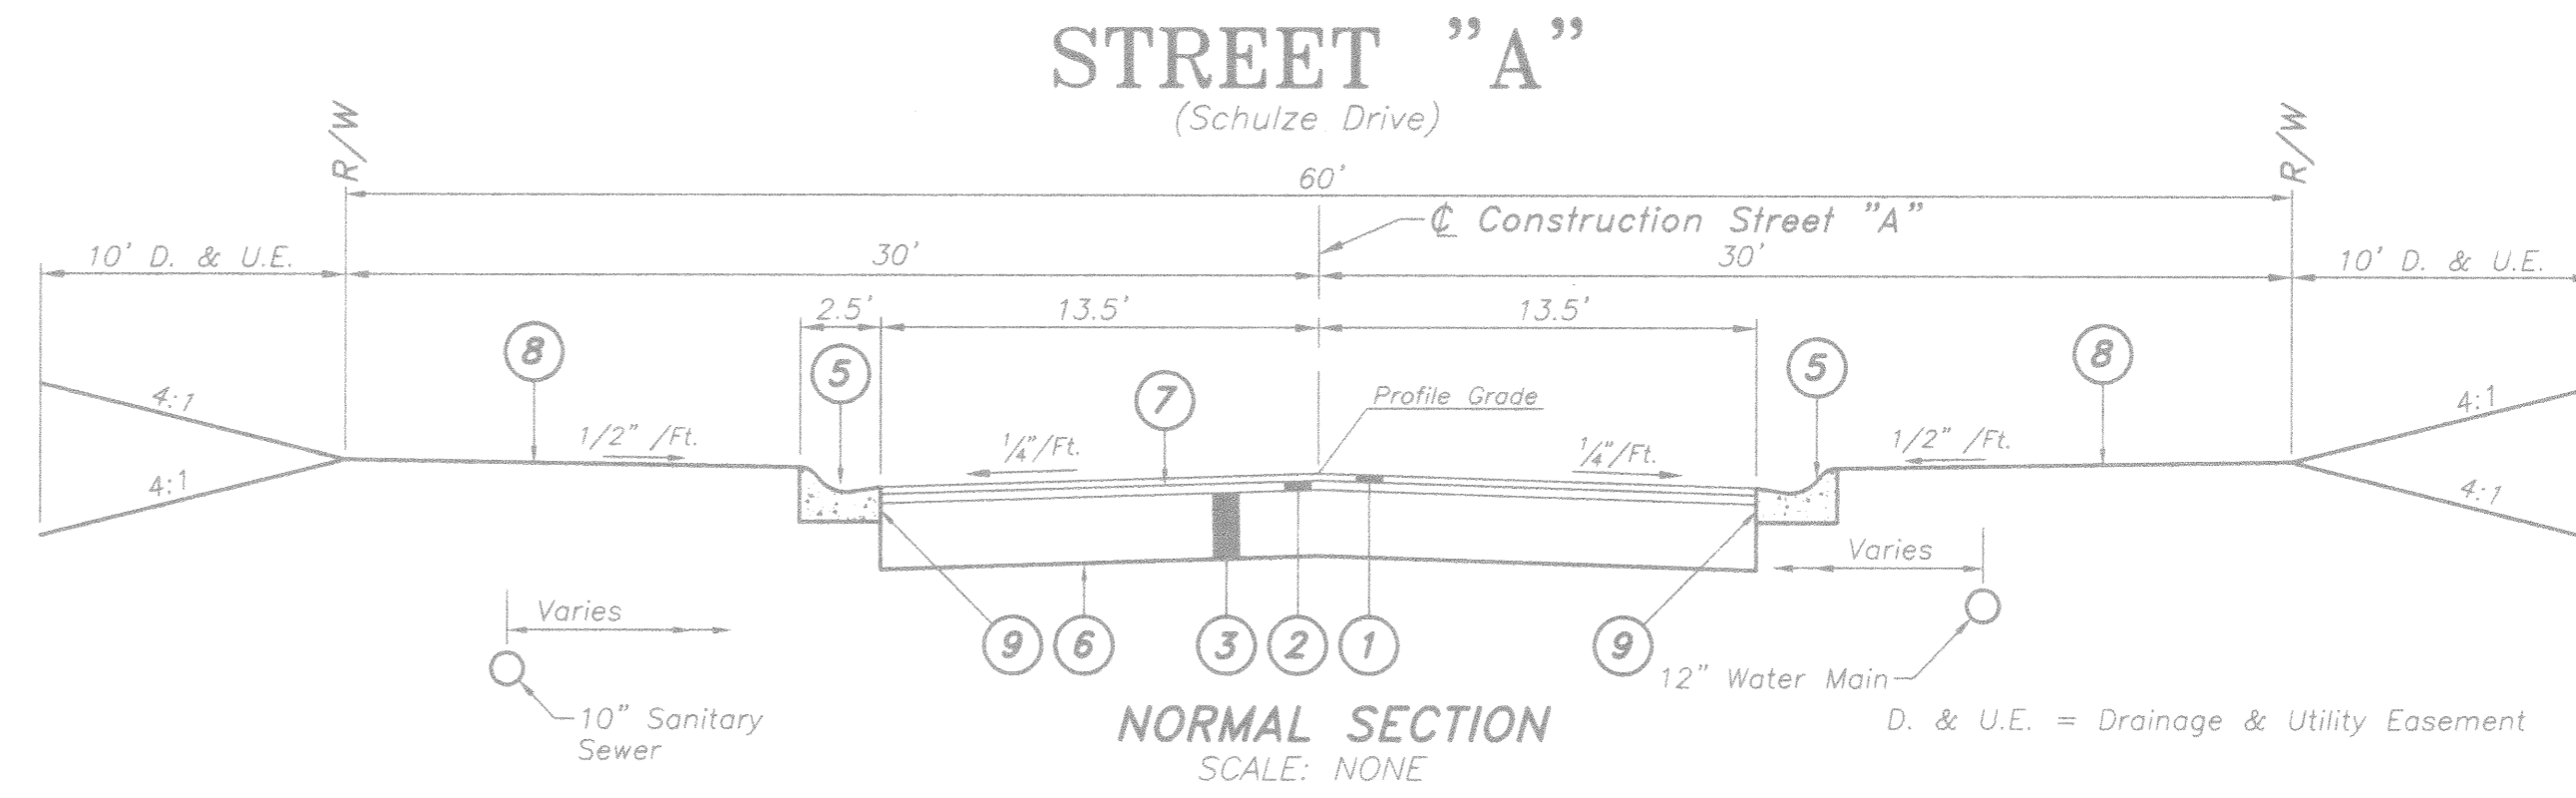 STREET "A"
(Schulze Drive)
R/W
R/W
60'
℄ Construction Street "A"
10' D. & U.E.
30'
30'
10' D. & U.E.
2.5'
13.5'
13.5'
8
5
7
5
8
Profile Grade
4:1
1/2" /Ft.
1/4"/Ft.
1/4"/Ft.
1/2" /Ft.
4:1
4:1
4:1
Varies
Varies
9
6
3
2
1
9
12" Water Main
10" Sanitary
Sewer
NORMAL SECTION
SCALE: NONE
D. & U.E. = Drainage & Utility Easement